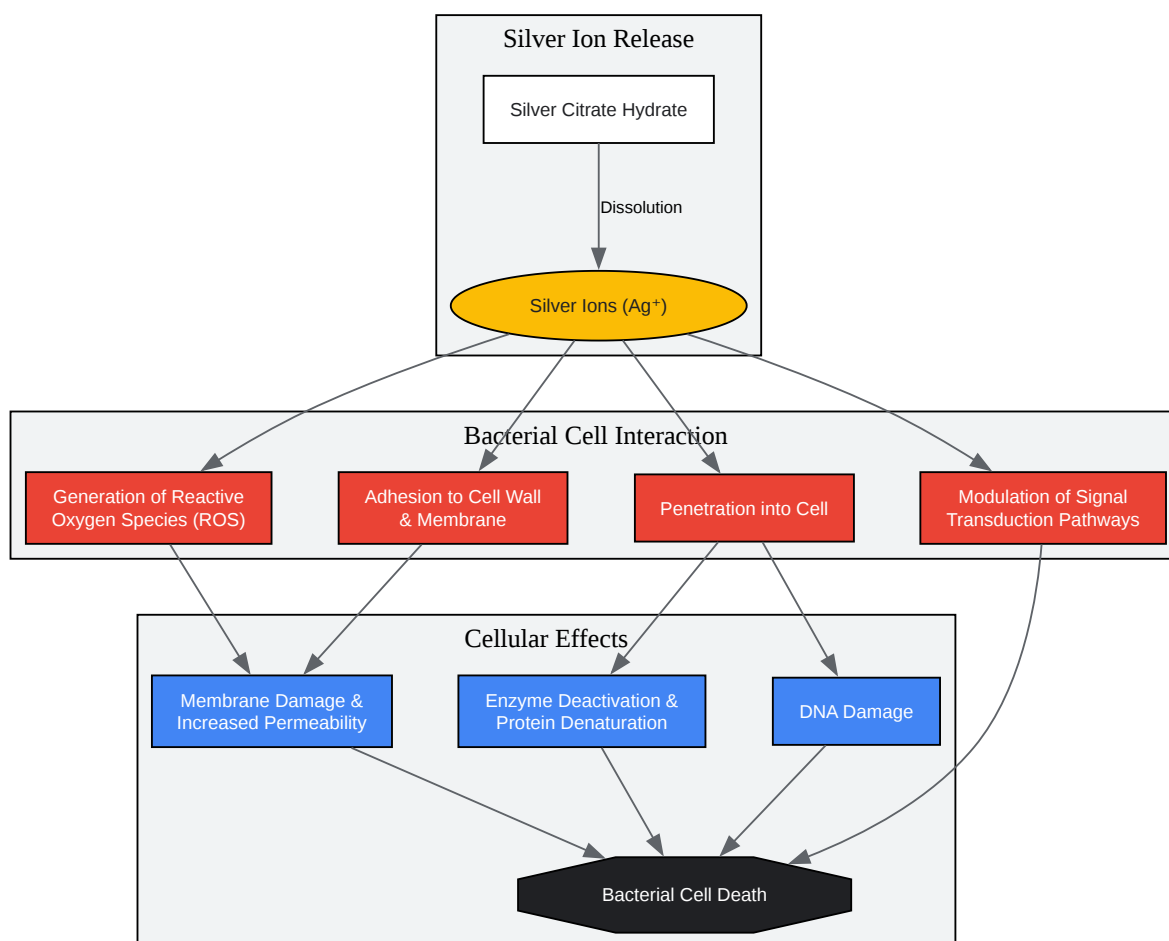 Silver Ion Release
Silver Citrate Hydrate
Dissolution
Silver Ions (Ag⁺)
Bacterial Cell Interaction
Generation of Reactive
Oxygen Species (ROS)
Adhesion to Cell Wall
& Membrane
Penetration into Cell
Modulation of Signal
Transduction Pathways
Cellular Effects
Membrane Damage &
Increased Permeability
Enzyme Deactivation &
Protein Denaturation
DNA Damage
Bacterial Cell Death